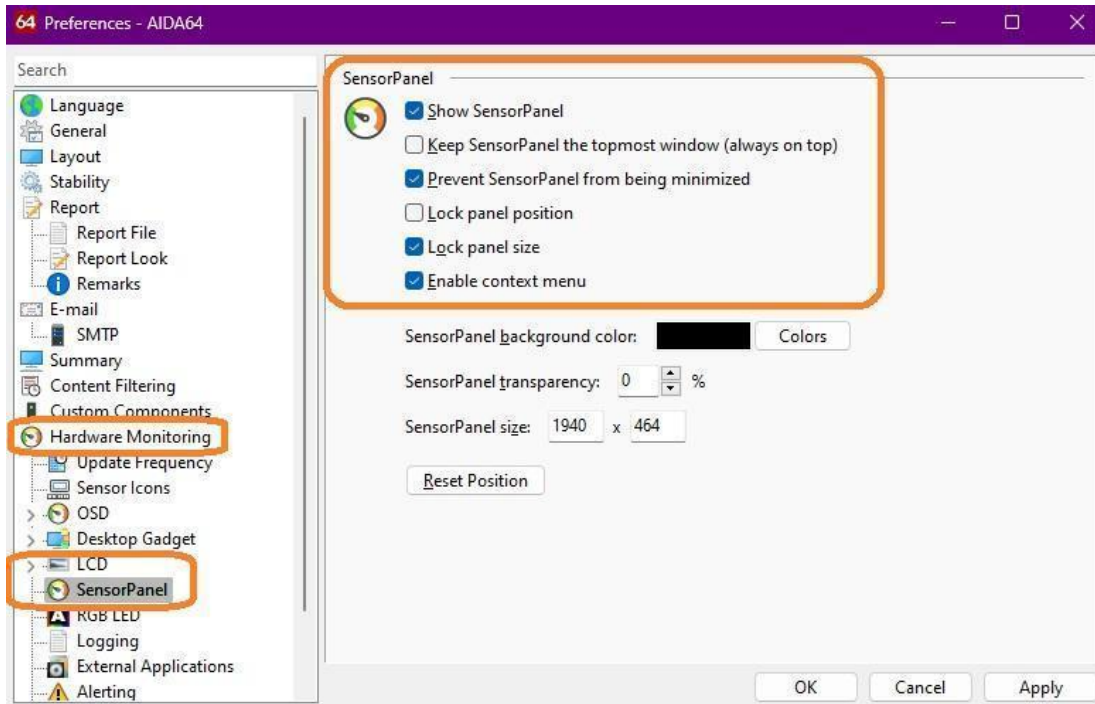 64 Preferences - AIDA64
Search
Language
General
Layout
Stability
Report
Report File
Report Look
Remarks
E-mail
SMTP
Summary
Content Filtering
Custom Components
Hardware Monitoring
Update Frequency
Sensor Icons
OSD
Desktop Gadget
LCD
SensorPanel
RGB LED
Logging
External Applications
Alerting
SensorPanel
Show SensorPanel
Keep SensorPanel the topmost window (always on top)
Prevent SensorPanel from being minimized
Lock panel position
Lock panel size
Enable context menu
SensorPanel background color: Colors
SensorPanel transparency: 0 %
SensorPanel size: 1940 x 464
Reset Position
OK Cancel Apply